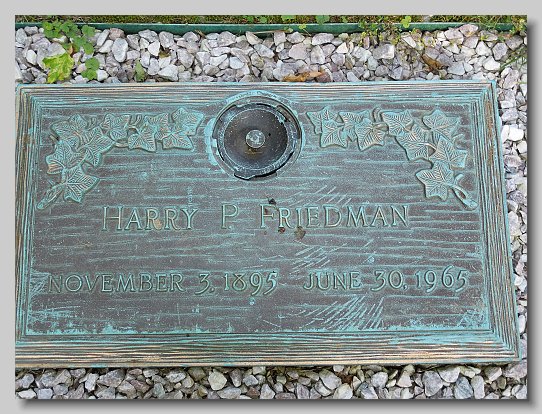 HARRY P. FRIEDMAN
NOVEMBER 3, 1895 JUNE 30, 1965